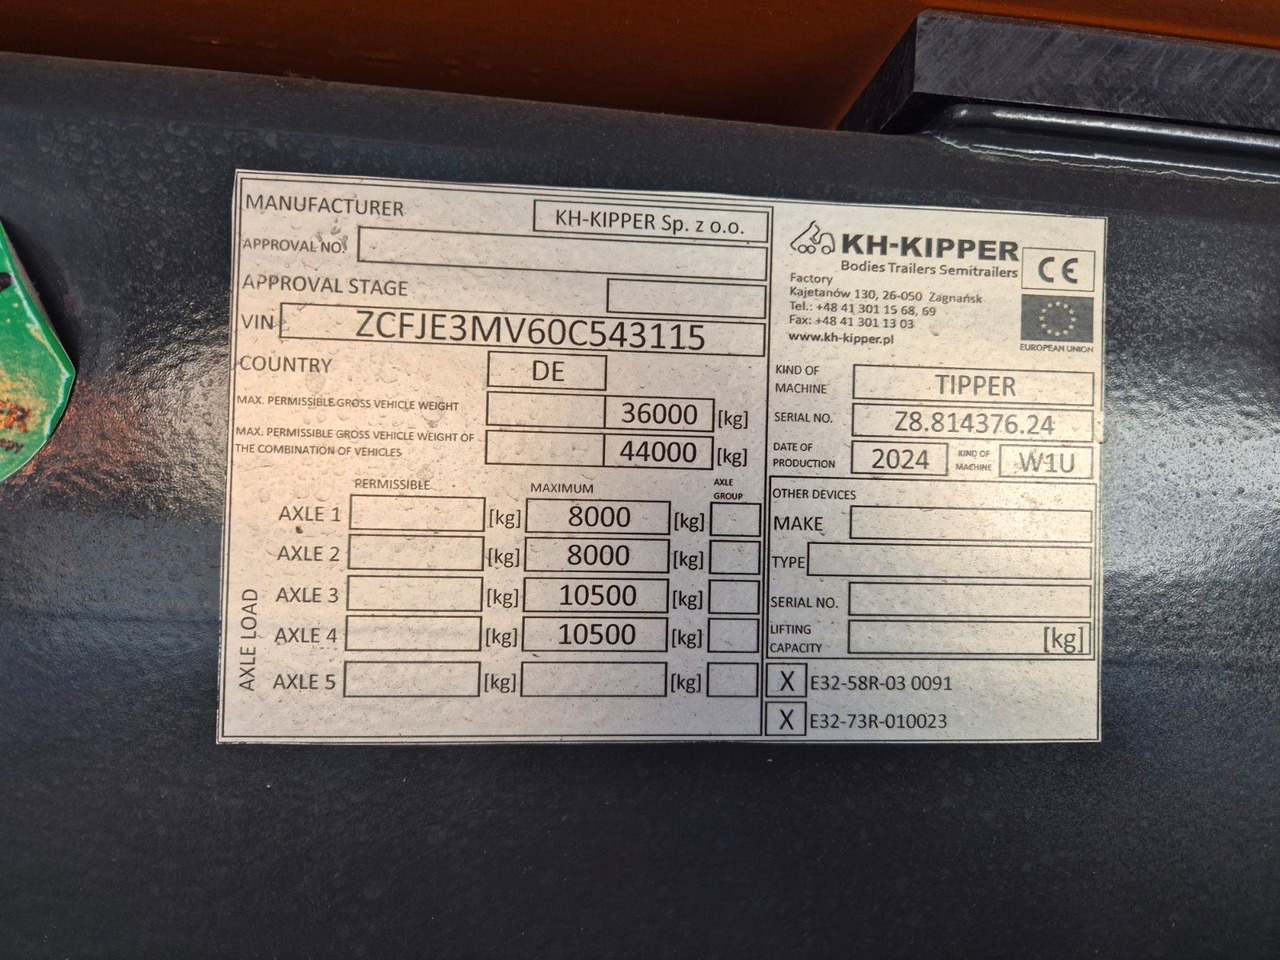 MANUFACTURER KH-KIPPER Sp. z o.o.
APPROVAL NO.
APPROVAL STAGE
VIN ZCFJE3MV60C543115
COUNTRY DE
MAX. PERMISSIBLE GROSS VEHICLE WEIGHT 36000 [kg]
MAX. PERMISSIBLE GROSS VEHICLE WEIGHT OF
THE COMBINATION OF VEHICLES 44000 [kg]
PERMISSIBLE MAXIMUM AXLE GROUP
AXLE LOAD
AXLE 1 [kg] 8000 [kg]
AXLE 2 [kg] 8000 [kg]
AXLE 3 [kg] 10500 [kg]
AXLE 4 [kg] 10500 [kg]
AXLE 5 [kg] [kg]
KH-KIPPER
Bodies Trailers Semitrailers
Factory
Kajetanów 130, 26-050 Zagnańsk
Tel.: +48 41 301 15 68, 69
Fax: +48 41 301 13 03
www.kh-kipper.pl
CE
EUROPEAN UNION
KIND OF MACHINE TIPPER
SERIAL NO. Z8.814376.24
DATE OF PRODUCTION 2024 KIND OF MACHINE W1U
OTHER DEVICES
MAKE
TYPE
SERIAL NO.
LIFTING CAPACITY [kg]
X E32-58R-03 0091
X E32-73R-010023